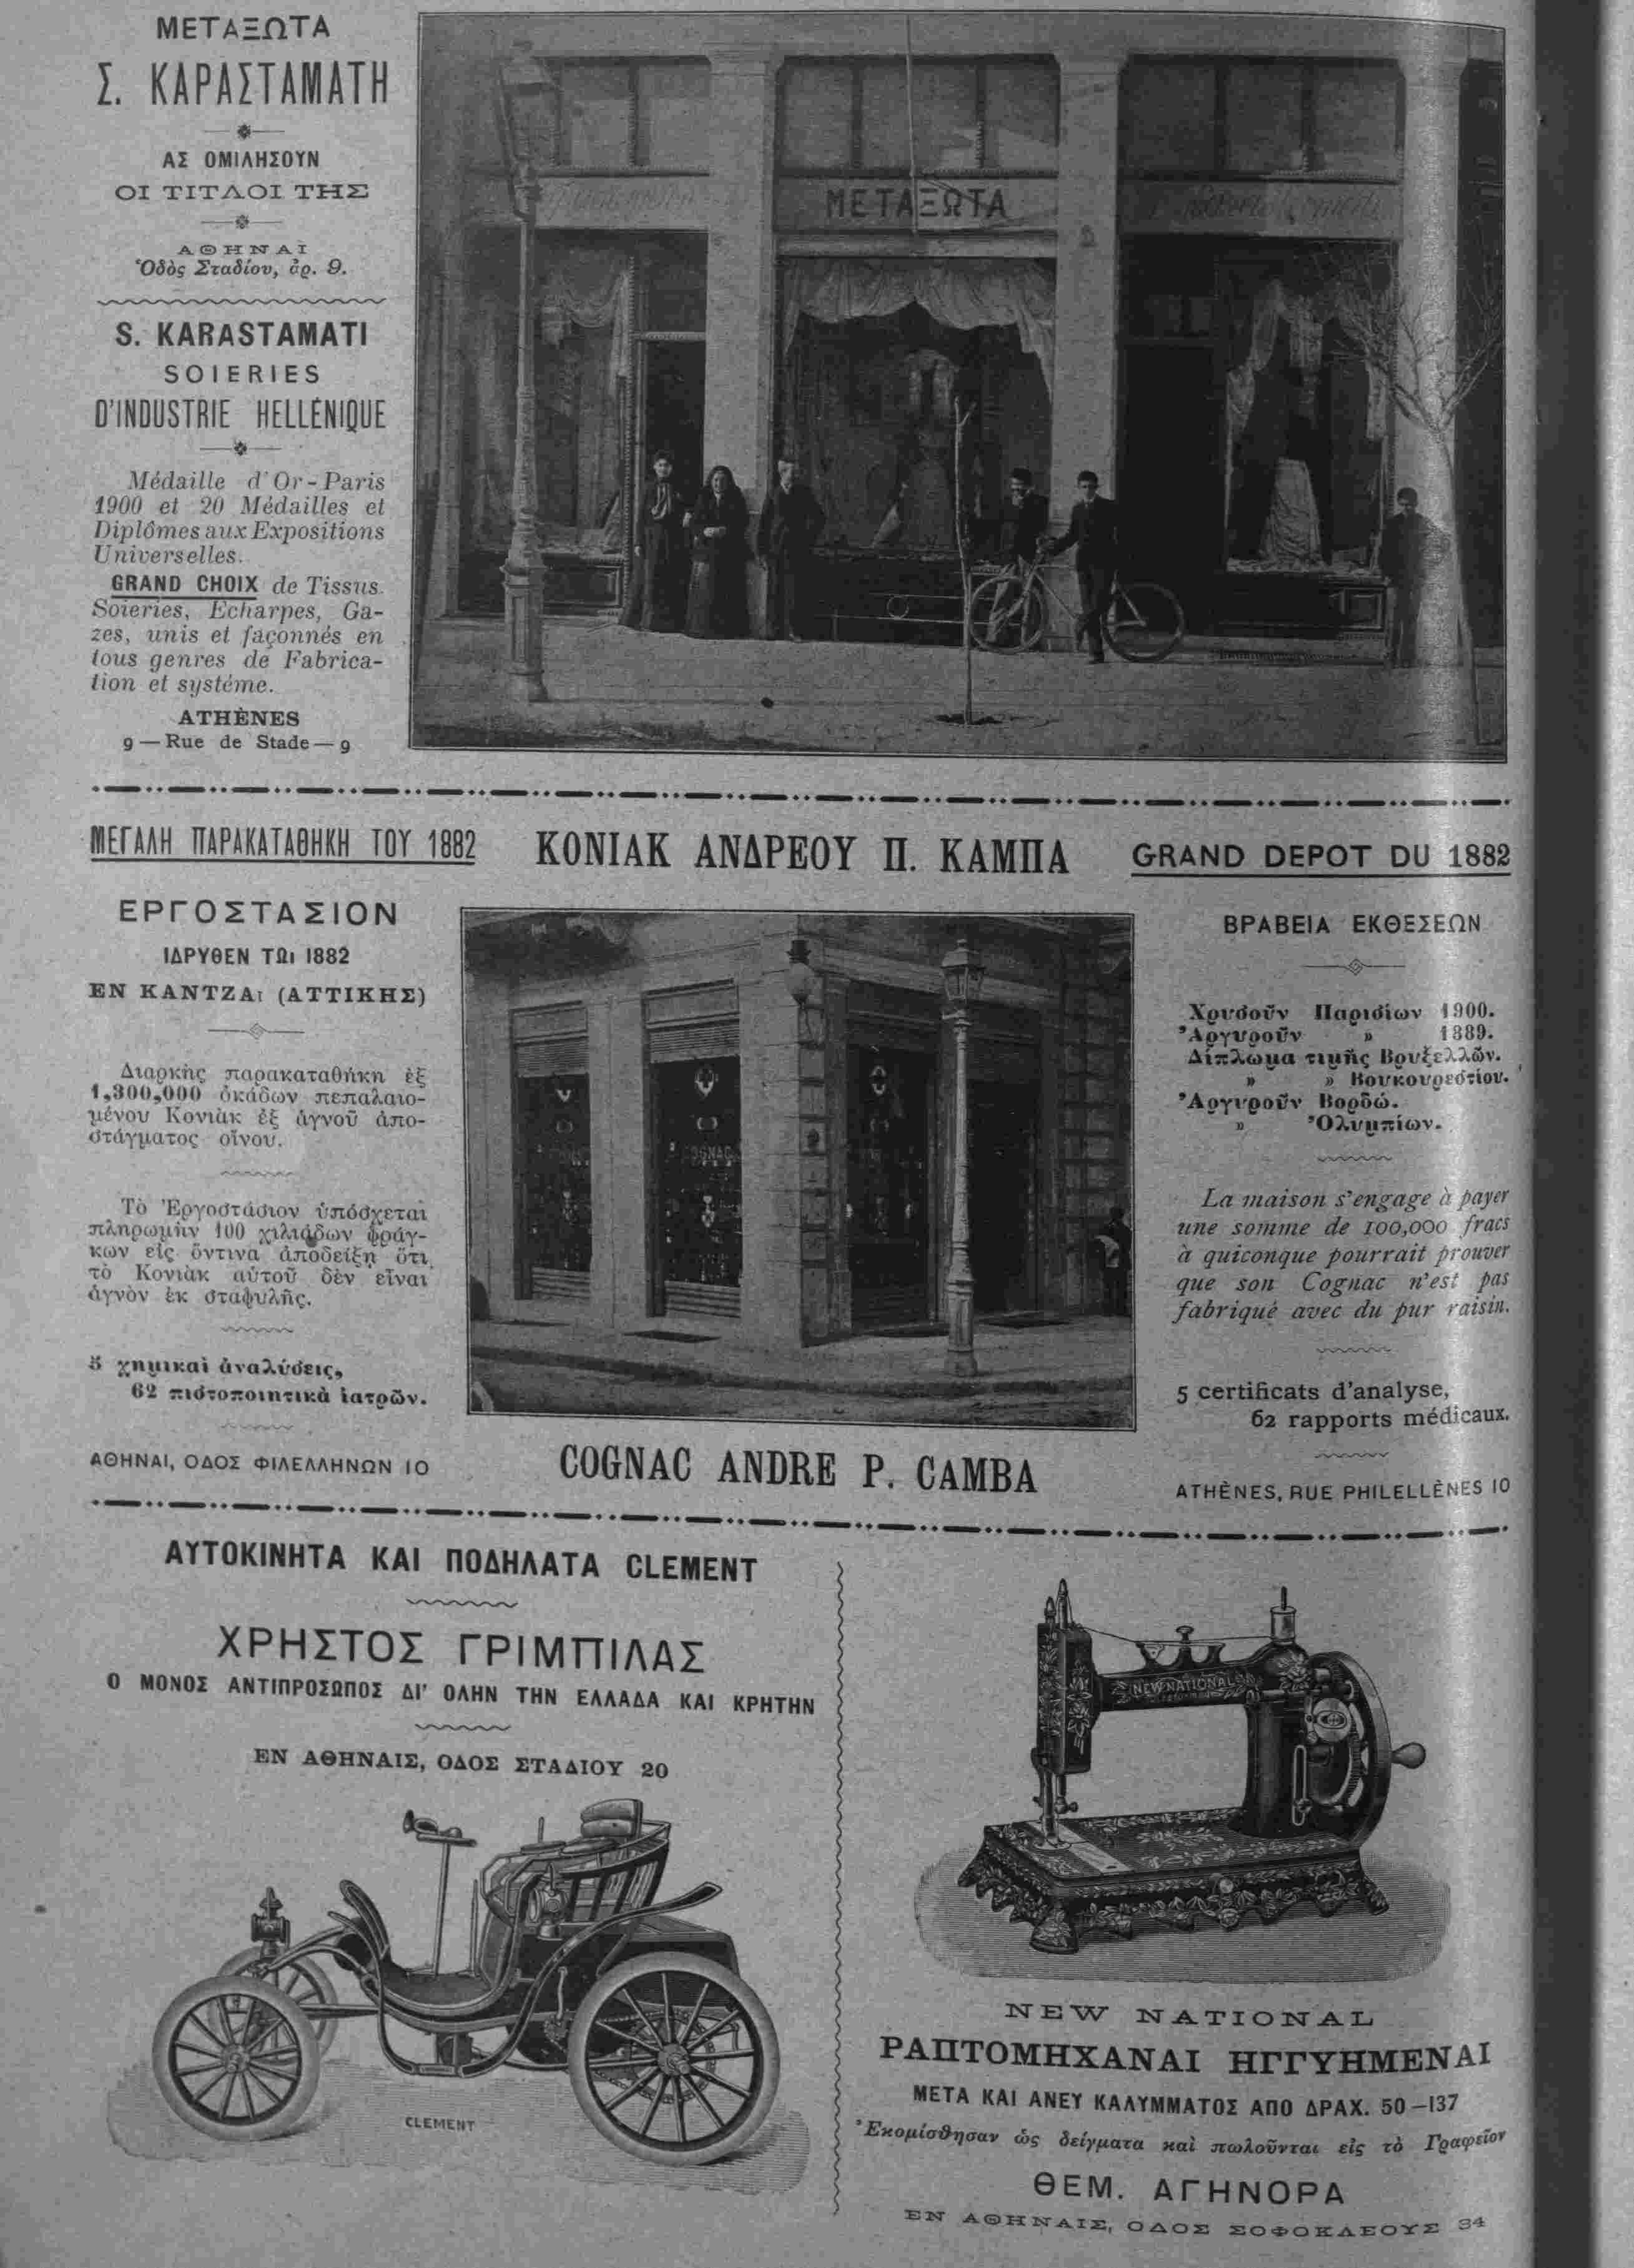 ΜΕΤΑΞΩΤΑ
Σ. ΚΑΡΑΣΤΑΜΑΤΗ
ΑΣ ΟΜΙΛΗΣΟΥΝ
ΟΙ ΤΙΤΛΟΙ ΤΗΣ
ΑΘΗΝΑΙ
Ὁδὸς Σταδίου, ἀρ. 9.
S. KARASTAMATI
SOIERIES
D'INDUSTRIE HELLÉNIQUE
Médaille d'Or - Paris
1900 et 20 Médailles et
Diplômes aux Expositions
Universelles.
GRAND CHOIX de Tissus.
Soieries, Echarpes, Ga-
zes, unis et façonnés en
tous genres de Fabrica-
tion et systéme.
ATHÈNES
9 — Rue de Stade — 9
ΜΕΤΑΞΩΤΑ
ΜΕΓΑΛΗ ΠΑΡΑΚΑΤΑΘΗΚΗ ΤΟΥ 1882
ΚΟΝΙΑΚ ΑΝΔΡΕΟΥ Π. ΚΑΜΠΑ
GRAND DEPOT DU 1882
ΕΡΓΟΣΤΑΣΙΟΝ
ΙΔΡΥΘΕΝ ΤΩι 1882
ΕΝ ΚΑΝΤΖΑι (ΑΤΤΙΚΗΣ)
Διαρκὴς παρακαταθήκη ἐξ
1,300,000 ὀκάδων πεπαλαιο-
μένου Κονιὰκ ἐξ ἁγνοῦ ἀπο-
στάγματος οἴνου.
Τὸ Ἐργοστάσιον ὑπόσχεται
πληρωμὴν 100 χιλιάδων φράγ-
κων εἰς ὅντινα ἀποδείξῃ ὅτι
τὸ Κονιὰκ αὐτοῦ δὲν εἶναι
ἁγνὸν ἐκ σταφυλῆς.
5 χημικαὶ ἀναλύσεις,
62 πιστοποιητικὰ ἰατρῶν.
ΑΘΗΝΑΙ, ΟΔΟΣ ΦΙΛΕΛΛΗΝΩΝ 10
COGNAC
COGNAC ANDRE P. CAMBA
ΒΡΑΒΕΙΑ ΕΚΘΕΣΕΩΝ
Χρυσοῦν Παρισίων 1900.
Ἀργυροῦν » 1889.
Δίπλωμα τιμῆς Βρυξελλῶν.
» » Βουκουρεστίου.
Ἀργυροῦν Βορδώ.
» Ὀλυμπίων.
La maison s'engage à payer
une somme de 100,000 fracs
à quiconque pourrait prouver
que son Cognac n'est pas
fabriqué avec du pur raisin.
5 certificats d'analyse,
62 rapports médicaux.
ATHÈNES, RUE PHILELLÈNES 10
ΑΥΤΟΚΙΝΗΤΑ ΚΑΙ ΠΟΔΗΛΑΤΑ CLEMENT
ΧΡΗΣΤΟΣ ΓΡΙΜΠΙΛΑΣ
Ο ΜΟΝΟΣ ΑΝΤΙΠΡΟΣΩΠΟΣ ΔΙ' ΟΛΗΝ ΤΗΝ ΕΛΛΑΔΑ ΚΑΙ ΚΡΗΤΗΝ
ΕΝ ΑΘΗΝΑΙΣ, ΟΔΟΣ ΣΤΑΔΙΟΥ 20
CLEMENT
NEW NATIONAL
NEW NATIONAL
ΡΑΠΤΟΜΗΧΑΝΑΙ ΗΓΓΥΗΜΕΝΑΙ
ΜΕΤΑ ΚΑΙ ΑΝΕΥ ΚΑΛΥΜΜΑΤΟΣ ΑΠΟ ΔΡΑΧ. 50 —137
Ἐκομίσθησαν ὡς δείγματα καὶ πωλοῦνται εἰς τὸ Γραφεῖον
ΘΕΜ. ΑΓΗΝΟΡΑ
ΕΝ ΑΘΗΝΑΙΣ, ΟΔΟΣ ΣΟΦΟΚΛΕΟΥΣ 34